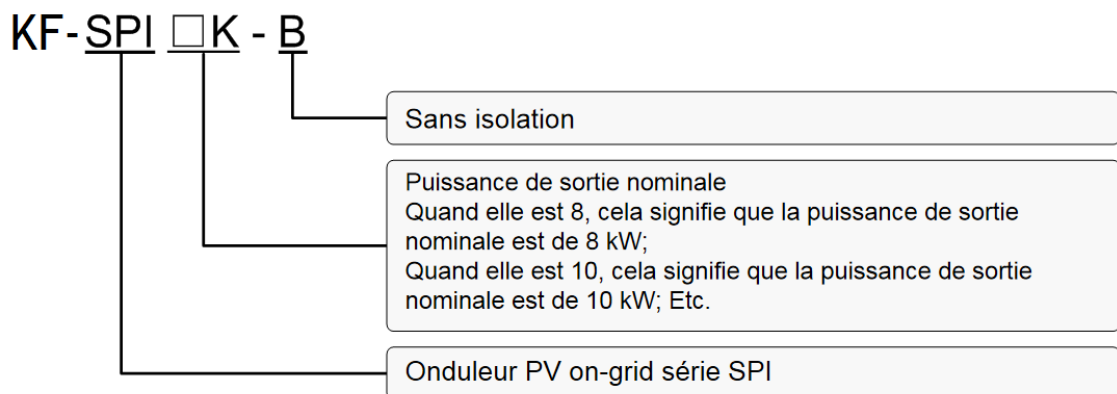 KF-SPI □K - B
Sans isolation
Puissance de sortie nominale
Quand elle est 8, cela signifie que la puissance de sortie
nominale est de 8 kW;
Quand elle est 10, cela signifie que la puissance de sortie
nominale est de 10 kW; Etc.
Onduleur PV on-grid série SPI